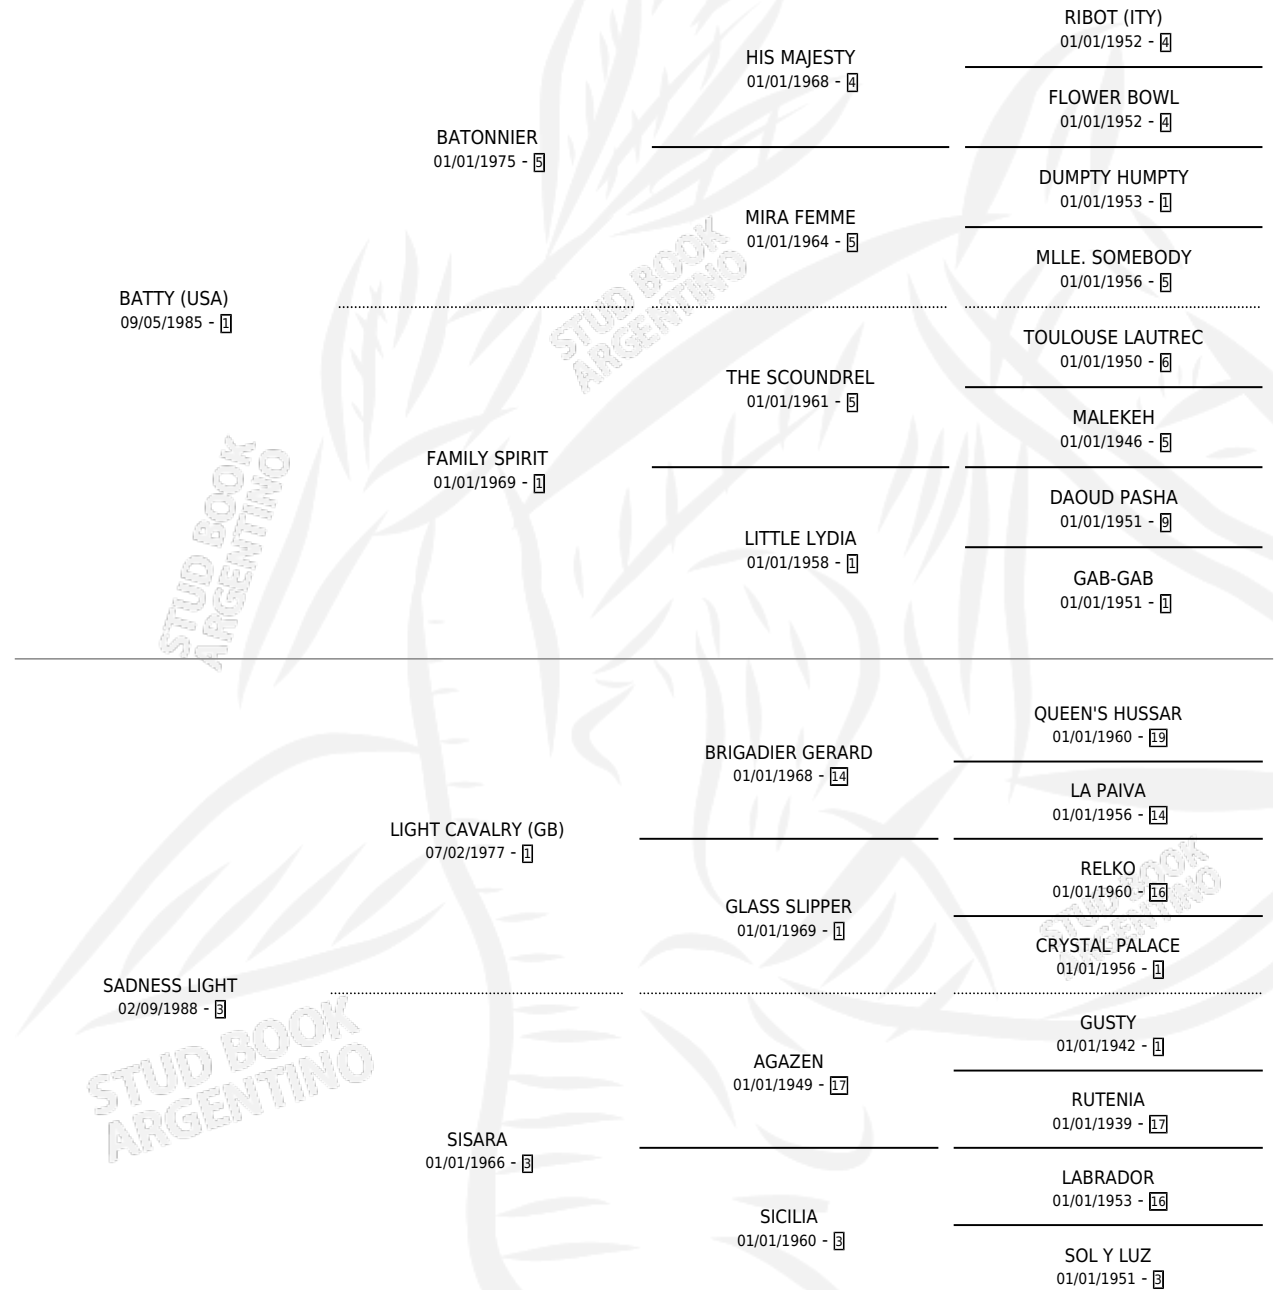 RIBOT (ITY)
01/01/1952 - 4
HIS MAJESTY
01/01/1968 - 4
FLOWER BOWL
01/01/1952 - 4
BATONNIER
01/01/1975 - 5
DUMPTY HUMPTY
01/01/1953 - 1
MIRA FEMME
01/01/1964 - 5
MLLE. SOMEBODY
01/01/1956 - 5
BATTY (USA)
09/05/1985 - 1
TOULOUSE LAUTREC
01/01/1950 - 6
THE SCOUNDREL
01/01/1961 - 5
MALEKEH
01/01/1946 - 5
FAMILY SPIRIT
01/01/1969 - 1
DAOUD PASHA
01/01/1951 - 9
LITTLE LYDIA
01/01/1958 - 1
GAB-GAB
01/01/1951 - 1
QUEEN'S HUSSAR
01/01/1960 - 19
BRIGADIER GERARD
01/01/1968 - 14
LA PAIVA
01/01/1956 - 14
LIGHT CAVALRY (GB)
07/02/1977 - 1
RELKO
01/01/1960 - 16
GLASS SLIPPER
01/01/1969 - 1
CRYSTAL PALACE
01/01/1956 - 1
SADNESS LIGHT
02/09/1988 - 3
GUSTY
01/01/1942 - 1
AGAZEN
01/01/1949 - 17
RUTENIA
01/01/1939 - 17
SISARA
01/01/1966 - 3
LABRADOR
01/01/1953 - 16
SICILIA
01/01/1960 - 3
SOL Y LUZ
01/01/1951 - 3
STUD BOOK
ARGENTINO
STUD BOOK
ARGENTINO
STUD BOOK
ARGENTINO
STUD BOOK
ARGENTINO